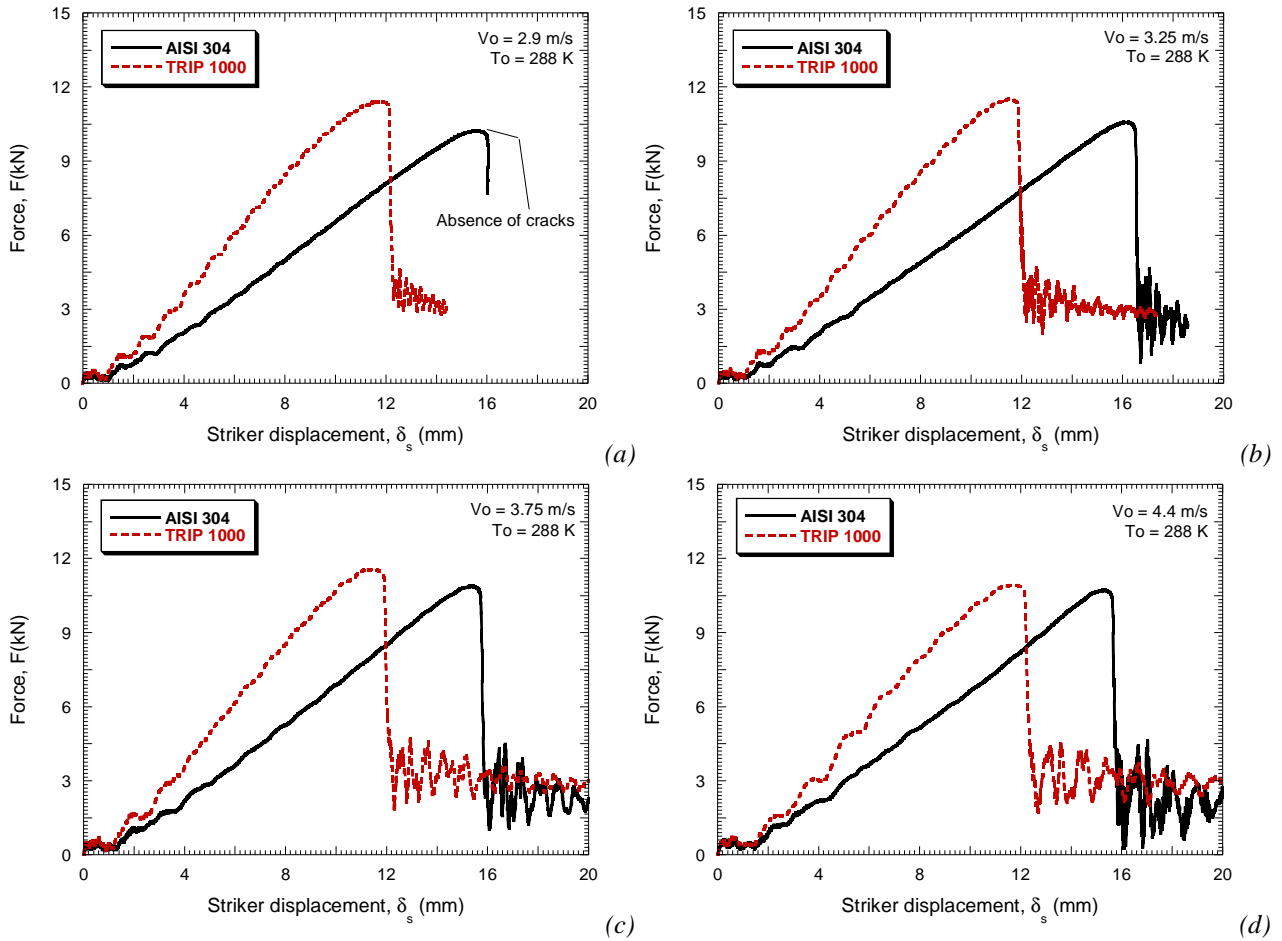 15
12
9
6
3
0
Force, F(kN)
AISI 304
TRIP 1000
Vo = 2.9 m/s
To = 288 K
Absence of cracks
0 4 8 12 16 20
Striker displacement, δs (mm)
(a)
15
12
9
6
3
0
Force, F(kN)
AISI 304
TRIP 1000
Vo = 3.25 m/s
To = 288 K
0 4 8 12 16 20
Striker displacement, δs (mm)
(b)
15
12
9
6
3
0
Force, F(kN)
AISI 304
TRIP 1000
Vo = 3.75 m/s
To = 288 K
0 4 8 12 16 20
Striker displacement, δs (mm)
(c)
15
12
9
6
3
0
Force, F(kN)
AISI 304
TRIP 1000
Vo = 4.4 m/s
To = 288 K
0 4 8 12 16 20
Striker displacement, δs (mm)
(d)